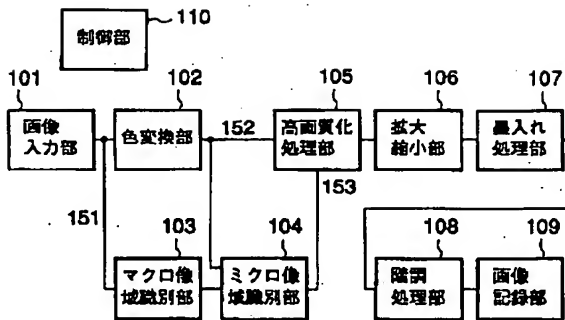 110
制御部
101
102
105
106
107
画像
入力部
色変換部
152
高画質化
処理部
拡大
縮小部
墨入れ
処理部
153
151
103
104
108
109
マクロ像
域識別部
ミクロ像
域識別部
階調
処理部
画像
記録部